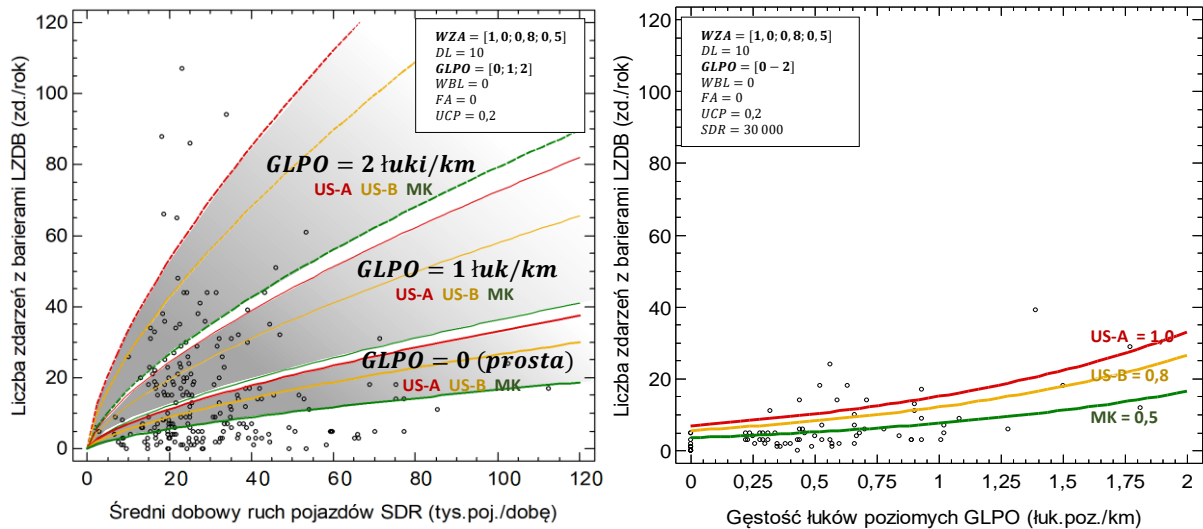 Liczba zdarzeń z barierami LZDB (zd./rok)
120
100
80
60
40
20
0
WZA = [1,0; 0,8; 0,5]
DL = 10
GLPO = [0; 1; 2]
WBL = 0
FA = 0
UCP = 0,2
GLPO = 2 łuki/km
US-A US-B MK
GLPO = 1 łuk/km
US-A US-B MK
GLPO = 0 (prosta)
US-A US-B MK
0 20 40 60 80 100 120
Średni dobowy ruch pojazdów SDR (tys.poj./dobę)
Liczba zdarzeń z barierami LZDB (zd./rok)
120
100
80
60
40
20
0
WZA = [1,0; 0,8; 0,5]
DL = 10
GLPO = [0 − 2]
WBL = 0
FA = 0
UCP = 0,2
SDR = 30 000
US-A = 1,0
US-B = 0,8
MK = 0,5
0 0,25 0,5 0,75 1 1,25 1,5 1,75 2
Gęstość łuków poziomych GLPO (łuk.poz./km)